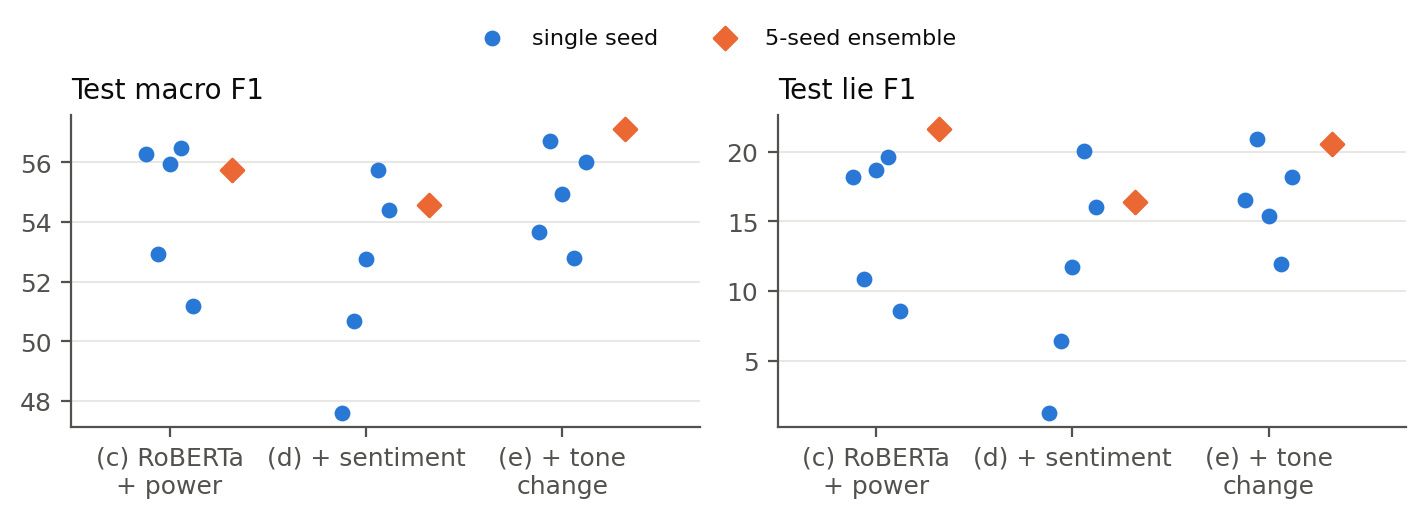 single seed
5-seed ensemble
Test macro F1
56
54
52
50
48
(c) RoBERTa
+ power
(d) + sentiment
(e) + tone
change
Test lie F1
20
15
10
5
(c) RoBERTa
+ power
(d) + sentiment
(e) + tone
change